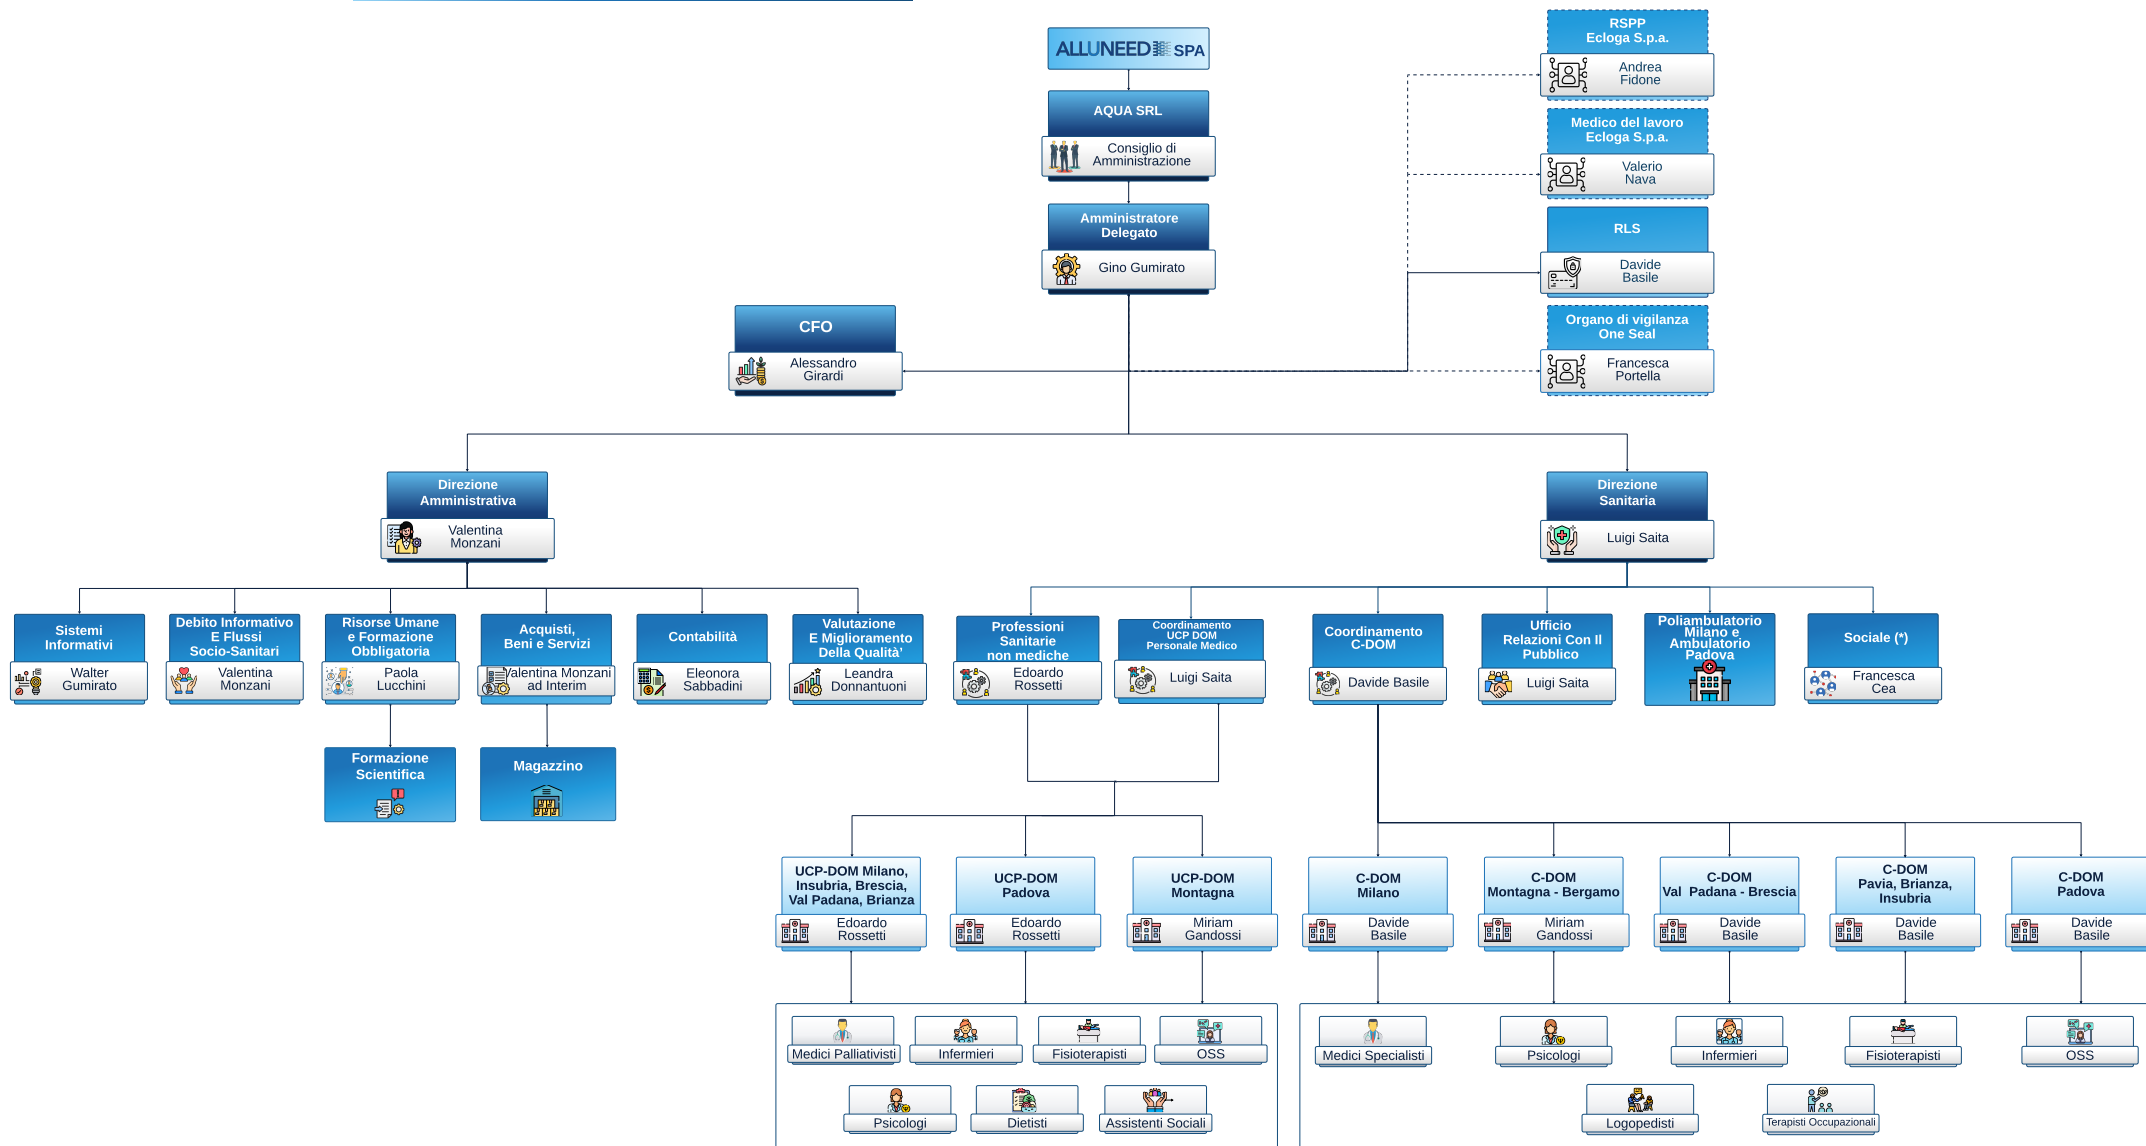 ALLUNEED SPA
AQUA SRL
Consiglio di
Amministrazione
Amministratore
Delegato
Gino Gumirato
RSPP
Ecloga S.p.a.
Andrea
Fidone
Medico del lavoro
Ecloga S.p.a.
Valerio
Nava
RLS
Davide
Basile
Organo di vigilanza
One Seal
Francesca
Portella
CFO
Alessandro
Girardi
Direzione
Amministrativa
Valentina
Monzani
Direzione
Sanitaria
Luigi Saita
Sistemi
Informativi
Walter
Gumirato
Debito Informativo
E Flussi
Socio-Sanitari
Valentina
Monzani
Risorse Umane
e Formazione
Obbligatoria
Paola
Lucchini
Acquisti,
Beni e Servizi
Valentina Monzani
ad Interim
Contabilità
Eleonora
Sabbadini
Valutazione
E Miglioramento
Della Qualità’
Leandra
Donnantuoni
Professioni
Sanitarie
non mediche
Edoardo
Rossetti
Coordinamento
UCP DOM
Personale Medico
Luigi Saita
Coordinamento
C-DOM
Davide Basile
Ufficio
Relazioni Con Il
Pubblico
Luigi Saita
Poliambulatorio
Milano e
Ambulatorio
Padova
Sociale (*)
Francesca
Cea
Formazione
Scientifica
Magazzino
UCP-DOM Milano,
Insubria, Brescia,
Val Padana, Brianza
Edoardo
Rossetti
UCP-DOM
Padova
Edoardo
Rossetti
UCP-DOM
Montagna
Miriam
Gandossi
C-DOM
Milano
Davide
Basile
C-DOM
Montagna - Bergamo
Miriam
Gandossi
C-DOM
Val Padana - Brescia
Davide
Basile
C-DOM
Pavia, Brianza,
Insubria
Davide
Basile
C-DOM
Padova
Davide
Basile
Medici Palliativisti
Infermieri
Fisioterapisti
OSS
Psicologi
Dietisti
Assistenti Sociali
Medici Specialisti
Psicologi
Infermieri
Fisioterapisti
OSS
Logopedisti
Terapisti Occupazionali